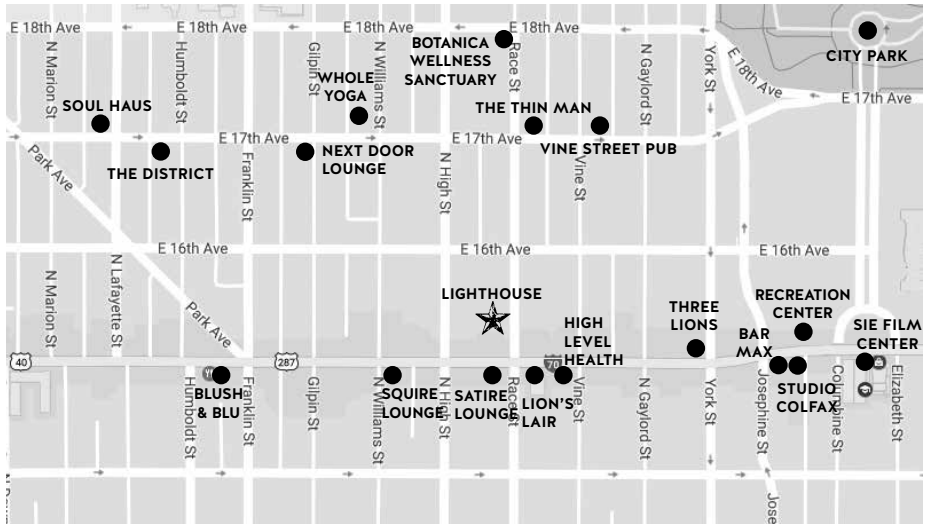 E 18th Ave
E 18th Ave
E 18th Ave
N Marion St
Humboldt St
Gilpin St
N Williams St
BOTANICA
WELLNESS
SANCTUARY
Race St
N Gaylord St
York St
E 18th Ave
CITY PARK
WHOLE
YOGA
SOUL HAUS
THE THIN MAN
E 17th Ave
E 17th Ave
E 17th Ave
VINE STREET PUB
NEXT DOOR
LOUNGE
THE DISTRICT
Park Ave
Franklin St
N High St
Vine St
E 16th Ave
E 16th Ave
E 16th Ave
N Marion St
N Lafayette St
Park Ave
LIGHTHOUSE
HIGH
LEVEL
HEALTH
THREE
LIONS
RECREATION
CENTER
BAR
MAX
SIE FILM
CENTER
40
287
70
BLUSH
& BLU
SQUIRE
LOUNGE
SATIRE
LOUNGE
LION'S
LAIR
STUDIO
COLFAX
Humboldt St
Franklin St
Gilpin St
N Williams St
N High St
Race St
Vine St
N Gaylord St
York St
Josephine St
Columbine St
Elizabeth St
Jose